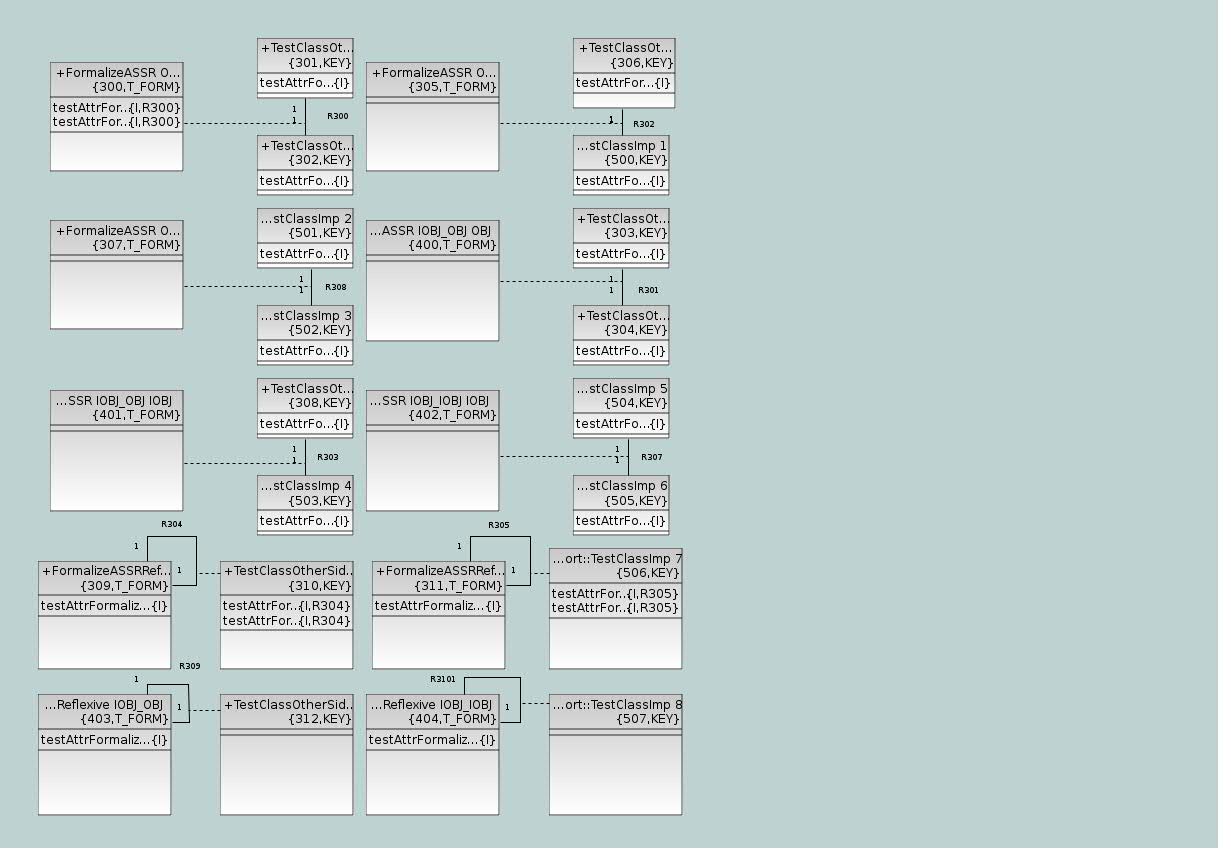 +FormalizeASSR O...
{300,T_FORM}
testAttrFor...{I,R300}
testAttrFor...{I,R300}
+TestClassOt...
{301,KEY}
testAttrFo...{I}
1
1
R300
+TestClassOt...
{302,KEY}
testAttrFo...{I}
+FormalizeASSR O...
{305,T_FORM}
+TestClassOt...
{306,KEY}
testAttrFor...{I}
1
R302
...stClassImp 1
{500,KEY}
testAttrFo...{I}
+FormalizeASSR O...
{307,T_FORM}
...stClassImp 2
{501,KEY}
testAttrFo...{I}
1
1
R308
...stClassImp 3
{502,KEY}
testAttrFo...{I}
...ASSR IOBJ_OBJ OBJ
{400,T_FORM}
+TestClassOt...
{303,KEY}
testAttrFo...{I}
1
1
R301
+TestClassOt...
{304,KEY}
testAttrFo...{I}
...SSR IOBJ_OBJ IOBJ
{401,T_FORM}
+TestClassOt...
{308,KEY}
testAttrFo...{I}
1
1
R303
...stClassImp 4
{503,KEY}
testAttrFo...{I}
...SSR IOBJ_IOBJ IOBJ
{402,T_FORM}
...stClassImp 5
{504,KEY}
testAttrFo...{I}
1
1
R307
...stClassImp 6
{505,KEY}
testAttrFo...{I}
R304
1
1
+FormalizeASSRRef...
{309,T_FORM}
testAttrFormaliz...{I}
+TestClassOtherSid...
{310,KEY}
testAttrFor...{I,R304}
testAttrFor...{I,R304}
R305
1
1
+FormalizeASSRRef...
{311,T_FORM}
testAttrFormaliz...{I}
...ort::TestClassImp 7
{506,KEY}
testAttrFor...{I,R305}
testAttrFor...{I,R305}
R309
1
1
...Reflexive IOBJ_OBJ
{403,T_FORM}
testAttrFormaliz...{I}
+TestClassOtherSid...
{312,KEY}
R3101
1
...Reflexive IOBJ_IOBJ
{404,T_FORM}
testAttrFormaliz...{I}
...ort::TestClassImp 8
{507,KEY}